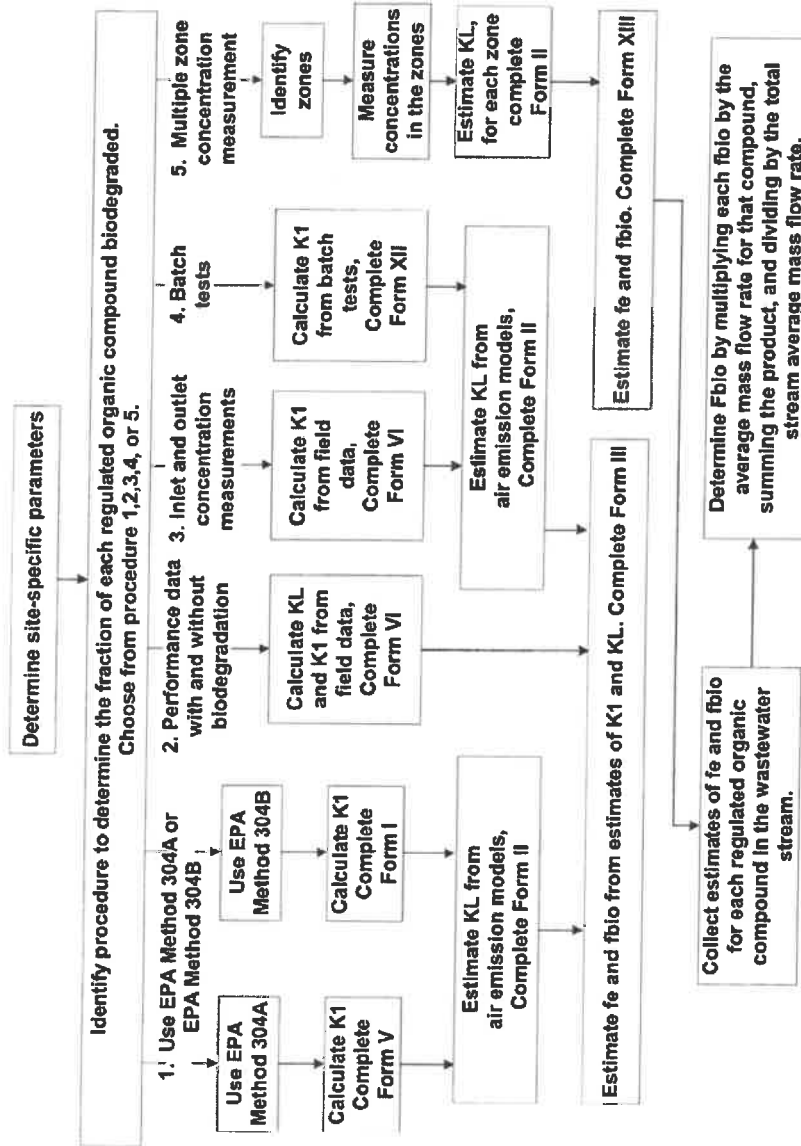 Determine site-specific parameters
Identify procedure to determine the fraction of each regulated organic compound biodegraded.
Choose from procedure 1,2,3,4, or 5.
1. Use EPA Method 304A or
EPA Method 304B
Use EPA
Method 304A
Calculate K1
Complete
Form V
Use EPA
Method 304B
Calculate K1
Complete
Form I
Estimate KL from
air emission models,
Complete Form II
2. Performance data
with and without
biodegradation
Calculate KL
and K1 from
field data,
Complete
Form VI
3. Inlet and outlet
concentration
measurements
Calculate K1
from field
data,
Complete
Form VI
4. Batch
tests
Calculate K1
from batch
tests,
Complete
Form XII
Estimate KL from
air emission models,
Complete Form II
5. Multiple zone
concentration
measurement
Identify
zones
Measure
concentrations
in the zones
Estimate KL,
for each zone
complete
Form II
Estimate fe and fbio from estimates of K1 and KL. Complete Form III
Estimate fe and fbio. Complete Form XIII
Collect estimates of fe and fbio
for each regulated organic
compound in the wastewater
stream.
Determine Fbio by multiplying each fbio by the
average mass flow rate for that compound,
summing the product, and dividing by the total
stream average mass flow rate.